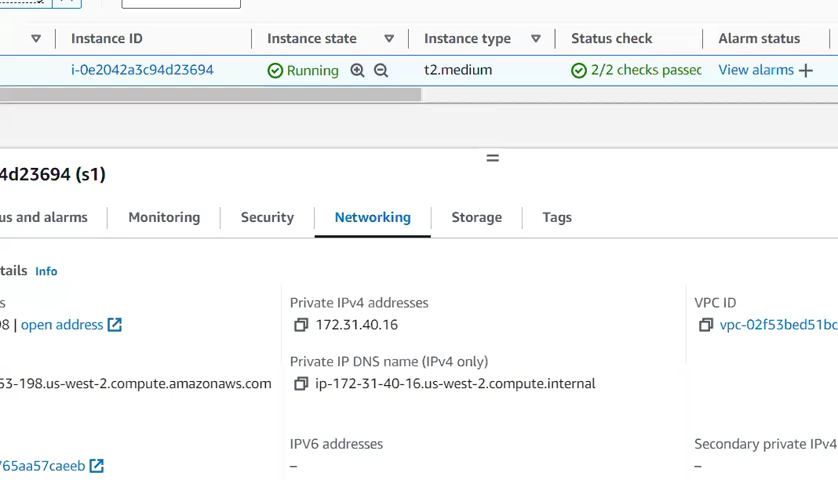 Instance ID Instance state Instance type Status check Alarm status
i-0e2042a3c94d23694 Running t2.medium 2/2 checks passec View alarms +
4d23694 (s1)
us and alarms Monitoring Security Networking Storage Tags
tails Info
s Private IPv4 addresses VPC ID
98 | open address 172.31.40.16 vpc-02f53bed51bc
Private IP DNS name (IPv4 only)
53-198.us-west-2.compute.amazonaws.com ip-172-31-40-16.us-west-2.compute.internal
IPV6 addresses Secondary private IPv4
765aa57caeeb – –